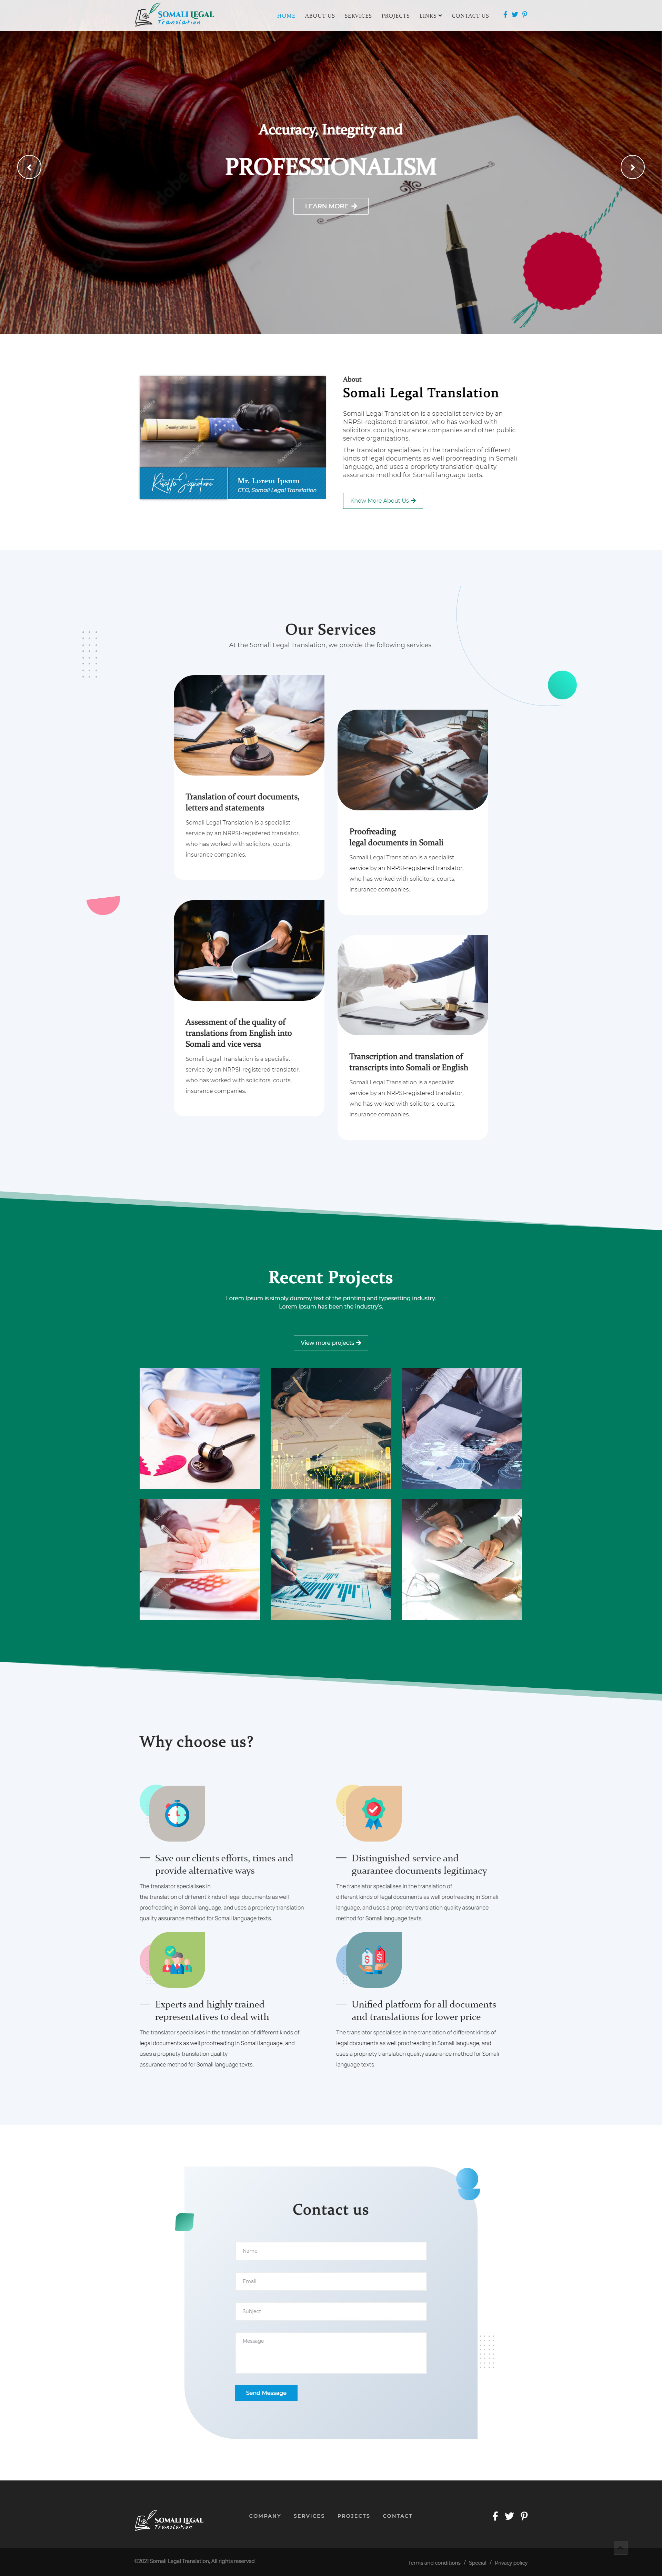 SOMALI LEGAL
Translation
HOME ABOUT US SERVICES PROJECTS LINKS CONTACT US
Accuracy, Integrity and
PROFESSIONALISM
LEARN MORE
About
Somali Legal Translation
Somali Legal Translation is a specialist service by an
NRPSI-registered translator, who has worked with
solicitors, courts, insurance companies and other public
service organizations.
The translator specialises in the translation of different
kinds of legal documents as well proofreading in Somali
language, and uses a propriety translation quality
assurance method for Somali language texts.
Mr. Lorem Ipsum
CEO, Somali Legal Translation
Know More About Us
Our Services
At the Somali Legal Translation, we provide the following services.
Translation of court documents,
letters and statements
Somali Legal Translation is a specialist
service by an NRPSI-registered translator,
who has worked with solicitors, courts,
insurance companies.
Proofreading
legal documents in Somali
Somali Legal Translation is a specialist
service by an NRPSI-registered translator,
who has worked with solicitors, courts,
insurance companies.
Assessment of the quality of
translations from English into
Somali and vice versa
Somali Legal Translation is a specialist
service by an NRPSI-registered translator,
who has worked with solicitors, courts,
insurance companies.
Transcription and translation of
transcripts into Somali or English
Somali Legal Translation is a specialist
service by an NRPSI-registered translator,
who has worked with solicitors, courts,
insurance companies.
Recent Projects
Lorem Ipsum is simply dummy text of the printing and typesetting industry.
Lorem Ipsum has been the industry's.
View more projects
Why choose us?
Save our clients efforts, times and
provide alternative ways
The translator specialises in
the translation of different kinds of legal documents as well
proofreading in Somali language, and uses a propriety translation
quality assurance method for Somali language texts.
Distinguished service and
guarantee documents legitimacy
The translator specialises in the translation of
different kinds of legal documents as well proofreading in Somali
language, and uses a propriety translation quality assurance
method for Somali language texts.
Experts and highly trained
representatives to deal with
The translator specialises in the translation of different kinds of
legal documents as well proofreading in Somali language, and
uses a propriety translation quality
assurance method for Somali language texts.
Unified platform for all documents
and translations for lower price
The translator specialises in the translation of different kinds of
legal documents as well proofreading in Somali language, and
uses a propriety translation quality assurance method for Somali
language texts.
Contact us
Name
Email
Subject
Message
Send Message
SOMALI LEGAL
Translation
COMPANY SERVICES PROJECTS CONTACT
©2021 Somali Legal Translation, All rights reserved
Terms and conditions / Special / Privacy policy